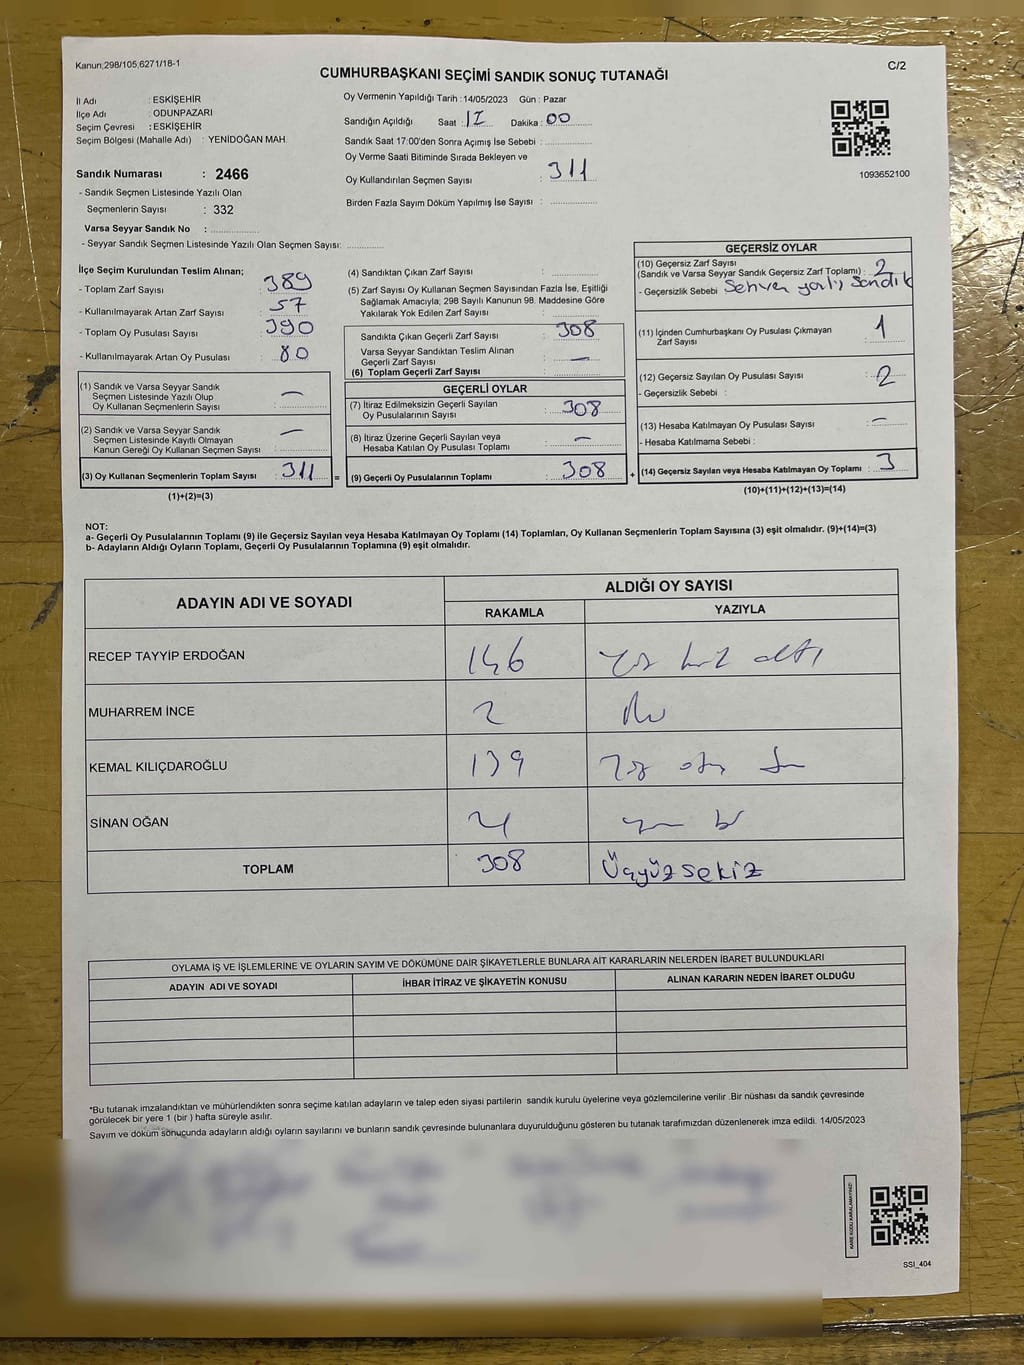 Kanun;298/105;6271/18-1
C/2
CUMHURBAŞKANI SEÇİMİ SANDIK SONUÇ TUTANAĞI
İl Adı : ESKİŞEHİR
İlçe Adı : ODUNPAZARI
Seçim Çevresi : ESKİŞEHİR
Seçim Bölgesi (Mahalle Adı) : YENİDOĞAN MAH.
Sandık Numarası : 2466
- Sandık Seçmen Listesinde Yazılı Olan
Seçmenlerin Sayısı : 332
Varsa Seyyar Sandık No :
- Seyyar Sandık Seçmen Listesinde Yazılı Olan Seçmen Sayısı:
Oy Vermenin Yapıldığı Tarih : 14/05/2023 Gün : Pazar
Sandığın Açıldığı Saat : 17 Dakika : 00
Sandık Saat 17:00'den Sonra Açımış İse Sebebi :
Oy Verme Saati Bitiminde Sırada Bekleyen ve
Oy Kullandırılan Seçmen Sayısı : 311
Birden Fazla Sayım Döküm Yapılmış İse Sayısı :
1093652100
İlçe Seçim Kurulundan Teslim Alınan;
- Toplam Zarf Sayısı : 389
- Kullanılmayarak Artan Zarf Sayısı : 57
- Toplam Oy Pusulası Sayısı : 390
- Kullanılmayarak Artan Oy Pusulası : 80
(1) Sandık ve Varsa Seyyar Sandık
Seçmen Listesinde Yazılı Olup
Oy Kullanan Seçmenlerin Sayısı : —
(2) Sandık ve Varsa Seyyar Sandık
Seçmen Listesinde Kayıtlı Olmayan
Kanun Gereği Oy Kullanan Seçmen Sayısı : —
(3) Oy Kullanan Seçmenlerin Toplam Sayısı : 311
(1)+(2)=(3)
=
(4) Sandıktan Çıkan Zarf Sayısı :
(5) Zarf Sayısı Oy Kullanan Seçmen Sayısından Fazla İse, Eşitliği
Sağlamak Amacıyla; 298 Sayılı Kanunun 98. Maddesine Göre
Yakılarak Yok Edilen Zarf Sayısı :
Sandıkta Çıkan Geçerli Zarf Sayısı : 308
Varsa Seyyar Sandıktan Teslim Alınan
Geçerli Zarf Sayısı : —
(6) Toplam Geçerli Zarf Sayısı :
GEÇERLİ OYLAR
(7) İtiraz Edilmeksizin Geçerli Sayılan
Oy Pusulalarının Sayısı : 308
(8) İtiraz Üzerine Geçerli Sayılan veya
Hesaba Katılan Oy Pusulası Toplamı : —
(9) Geçerli Oy Pusulalarının Toplamı : 308
+
GEÇERSİZ OYLAR
(10) Geçersiz Zarf Sayısı
(Sandık ve Varsa Seyyar Sandık Geçersiz Zarf Toplamı) : 2
- Geçersizlik Sebebi Sehven yanlış Sandık
(11) İçinden Cumhurbaşkanı Oy Pusulası Çıkmayan
Zarf Sayısı : 1
(12) Geçersiz Sayılan Oy Pusulası Sayısı : 2
- Geçersizlik Sebebi :
(13) Hesaba Katılmayan Oy Pusulası Sayısı : —
- Hesaba Katılmama Sebebi :
(14) Geçersiz Sayılan veya Hesaba Katılmayan Oy Toplamı : 3
(10)+(11)+(12)+(13)=(14)
NOT:
a- Geçerli Oy Pusulalarının Toplamı (9) ile Geçersiz Sayılan veya Hesaba Katılmayan Oy Toplamı (14) Toplamları, Oy Kullanan Seçmenlerin Toplam Sayısına (3) eşit olmalıdır. (9)+(14)=(3)
b- Adayların Aldığı Oyların Toplamı, Geçerli Oy Pusulalarının Toplamına (9) eşit olmalıdır.
ADAYIN ADI VE SOYADI
ALDIĞI OY SAYISI
RAKAMLA YAZIYLA
RECEP TAYYİP ERDOĞAN 146 yüz kırk altı
MUHARREM İNCE 2 iki
KEMAL KILIÇDAROĞLU 139 yüz otuz
SİNAN OĞAN 21 yirmi bir
TOPLAM 308 Üçyüzsekiz
OYLAMA İŞ VE İŞLEMLERİNE VE OYLARIN SAYIM VE DÖKÜMÜNE DAİR ŞİKAYETLERLE BUNLARA AİT KARARLARIN NELERDEN İBARET BULUNDUKLARI
ADAYIN ADI VE SOYADI İHBAR İTİRAZ VE ŞİKAYETİN KONUSU ALINAN KARARIN NEDEN İBARET OLDUĞU
*Bu tutanak imzalandıktan ve mühürlendikten sonra seçime katılan adayların ve talep eden siyasi partilerin sandık kurulu üyelerine veya gözlemcilerine verilir .Bir nüshası da sandık çevresinde
görülecek bir yere 1 (bir ) hafta süreyle asılır.
Sayım ve döküm sonucunda adayların aldığı oyların sayılarını ve bunların sandık çevresinde bulunanlara duyurulduğunu gösteren bu tutanak tarafımızdan düzenlenerek imza edildi. 14/05/2023
KARE KODU KARALAMAYINIZ!
SSI_404